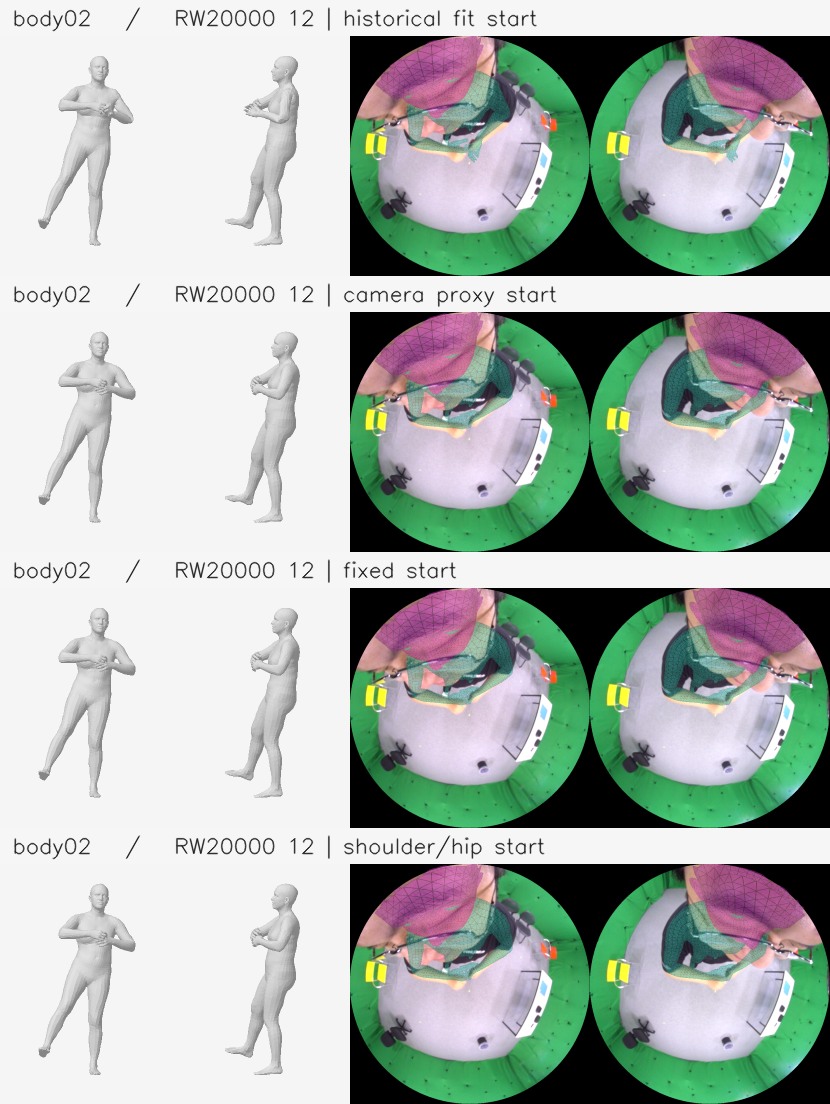 body02 / RW20000 12 | historical fit start
body02 / RW20000 12 | camera proxy start
body02 / RW20000 12 | fixed start
body02 / RW20000 12 | shoulder/hip start